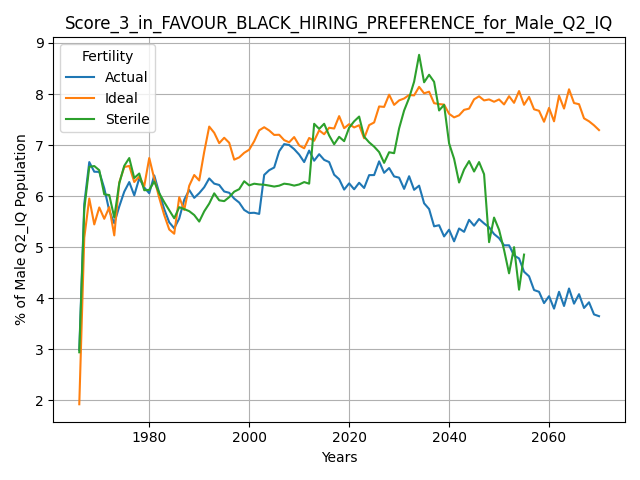 Score_3_in_FAVOUR_BLACK_HIRING_PREFERENCE_for_Male_Q2_IQ
Fertility
Actual
Ideal
Sterile
% of Male Q2_IQ Population
9
8
7
6
5
4
3
2
1980
2000
2020
2040
2060
Years